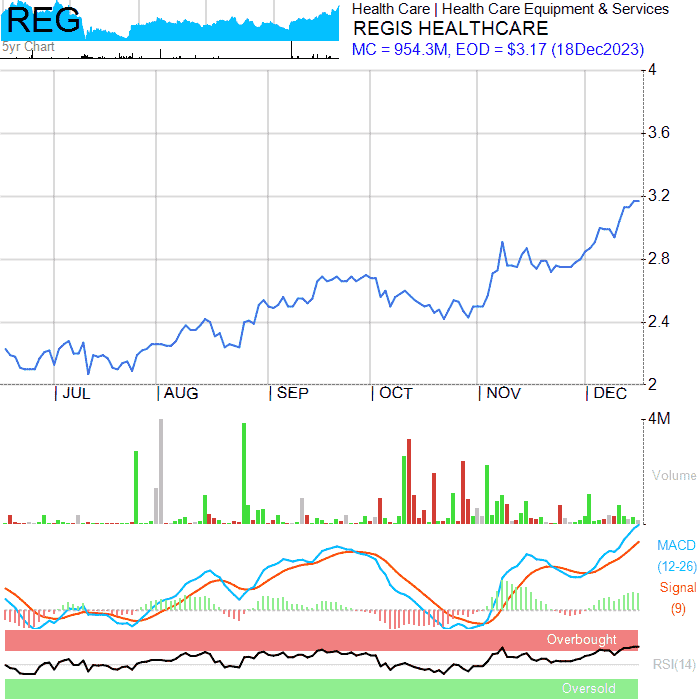 REG
5yr Chart
Health Care | Health Care Equipment & Services
REGIS HEALTHCARE
MC = 954.3M, EOD = $3.17 (18Dec2023)
4
3.6
3.2
2.8
2.4
2
| JUL | AUG | SEP | OCT | NOV | DEC
4M
Volume
MACD
(12-26)
Signal
(9)
Overbought
RSI(14)
Oversold